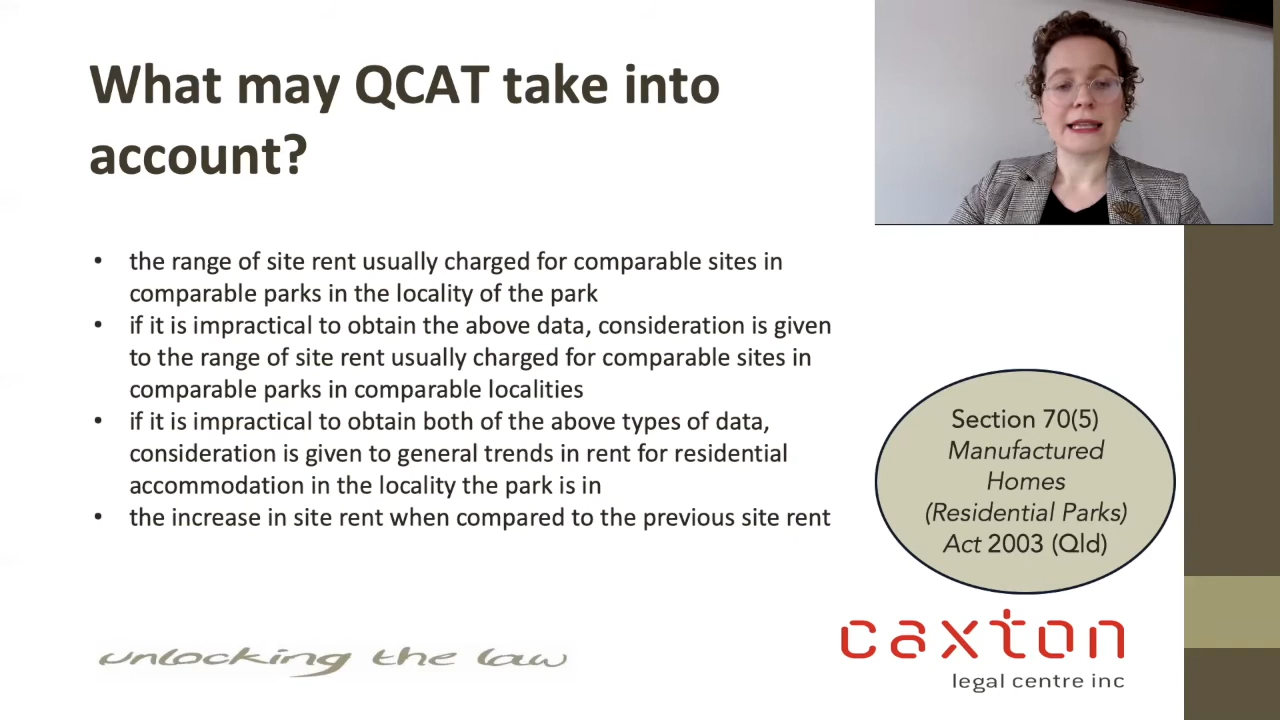 What may QCAT take into
account?
• the range of site rent usually charged for comparable sites in
comparable parks in the locality of the park
• if it is impractical to obtain the above data, consideration is given
to the range of site rent usually charged for comparable sites in
comparable parks in comparable localities
• if it is impractical to obtain both of the above types of data,
consideration is given to general trends in rent for residential
accommodation in the locality the park is in
• the increase in site rent when compared to the previous site rent
Section 70(5)
Manufactured
Homes
(Residential Parks)
Act 2003 (Qld)
unlocking the law
caxton
legal centre inc